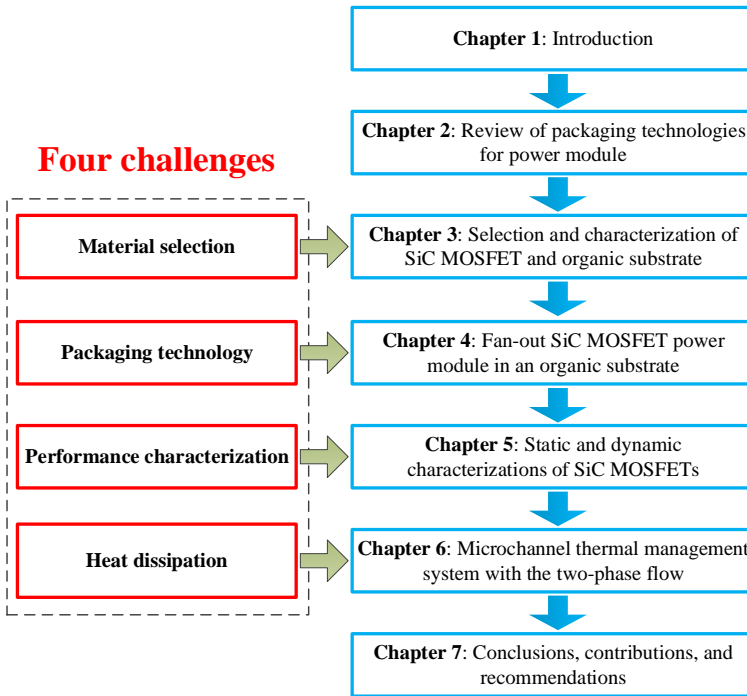 Chapter 1: Introduction
Chapter 2: Review of packaging technologies
for power module
Four challenges
Material selection
Chapter 3: Selection and characterization of
SiC MOSFET and organic substrate
Packaging technology
Chapter 4: Fan-out SiC MOSFET power
module in an organic substrate
Performance characterization
Chapter 5: Static and dynamic
characterizations of SiC MOSFETs
Heat dissipation
Chapter 6: Microchannel thermal management
system with the two-phase flow
Chapter 7: Conclusions, contributions, and
recommendations